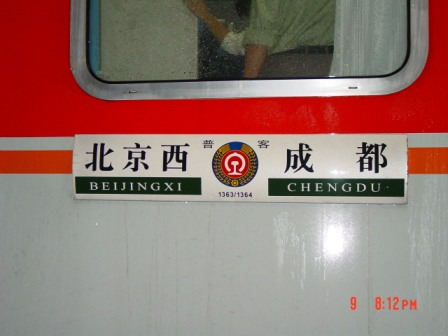 北京西 普 客 成 都
BEIJINGXI 1363/1364 CHENGDU
9 8:12PM